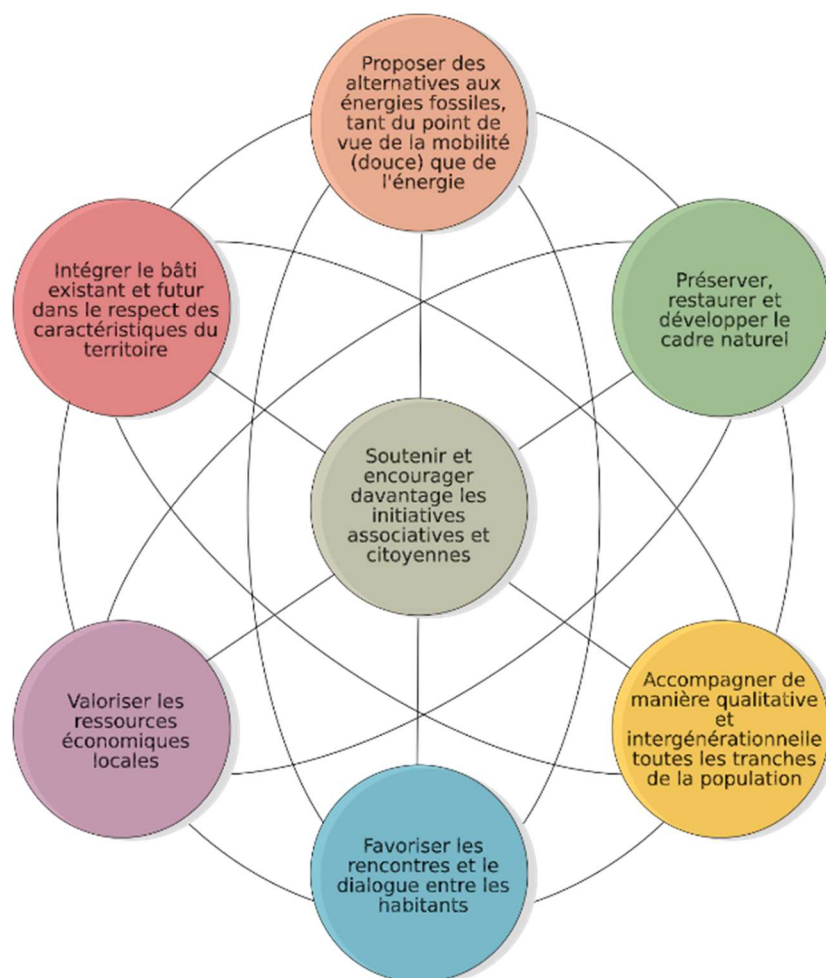 Proposer des
alternatives aux
énergies fossiles,
tant du point de
vue de la mobilité
(douce) que de
l'énergie
Intégrer le bâti
existant et futur
dans le respect des
caractéristiques du
territoire
Préserver,
restaurer et
développer le
cadre naturel
Soutenir et
encourager
davantage les
initiatives
associatives et
citoyennes
Valoriser les
ressources
économiques
locales
Accompagner de
manière qualitative
et
intergénérationnelle
toutes les tranches
de la population
Favoriser les
rencontres et le
dialogue entre les
habitants